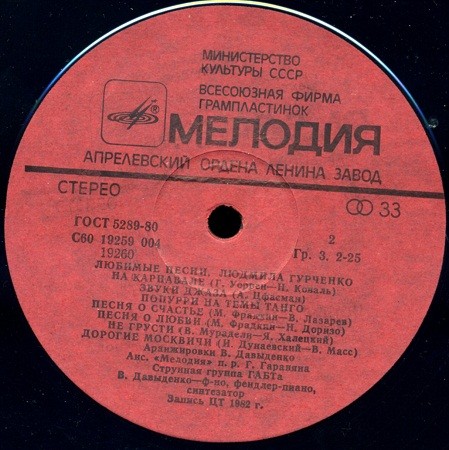 МИНИСТЕРСТВО
КУЛЬТУРЫ СССР
ВСЕСОЮЗНАЯ ФИРМА
ГРАМПЛАСТИНОК
МЕЛОДИЯ
АПРЕЛЕВСКИЙ ОРДЕНА ЛЕНИНА ЗАВОД
СТЕРЕО 33
ГОСТ 5289-80 2
С60 19259 004 Гр. 3. 2-25
19260
ЛЮБИМЫЕ ПЕСНИ. ЛЮДМИЛА ГУРЧЕНКО
НА КАРНАВАЛЕ (Г. Уоррен—И. Коваль)
ЗВУКИ ДЖАЗА (А. Цфасман)
ПОПУРРИ НА ТЕМЫ ТАНГО
ПЕСНЯ О СЧАСТЬЕ (М. Фрадкин—В. Лазарев)
ПЕСНЯ О ЛЮБВИ (М. Фрадкин—Н. Доризо)
НЕ ГРУСТИ (В. Мурадели—Я. Халецкий)
ДОРОГИЕ МОСКВИЧИ (И. Дунаевский—В. Масс)
Аранжировки В. Давыденко
Анс. «Мелодия» п. р. Г. Гараняна
Струнная группа ГАБТа
В. Давыденко—ф-но, фендлер-пиано,
синтезатор
Запись ЦТ 1982 г.